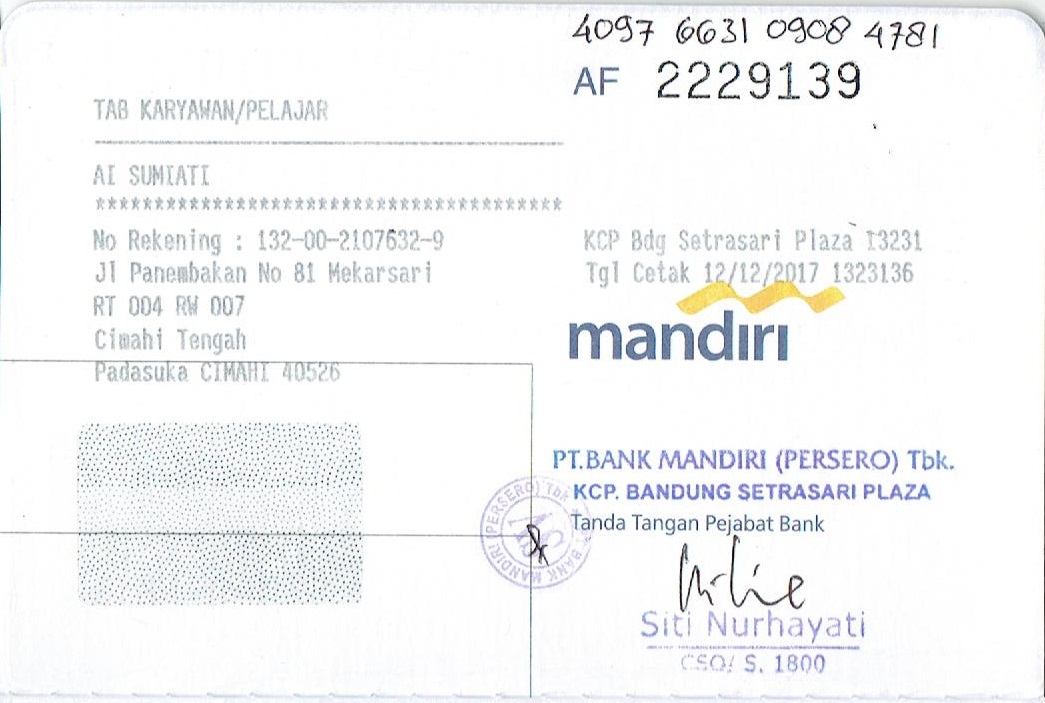 4097 6631 0908 4781
AF 2229139
TAB KARYAWAN/PELAJAR
AI SUMIATI
****************************************
No Rekening : 132-00-2107632-9
Jl Panembakan No 81 Mekarsari
RT 004 RW 007
Cimahi Tengah
Padasuka CIMAHI 40526
KCP Bdg Setrasari Plaza 13231
Tgl Cetak 12/12/2017 1323136
mandiri
PT.BANK MANDIRI (PERSERO) Tbk.
KCP. BANDUNG SETRASARI PLAZA
Tanda Tangan Pejabat Bank
PT BANK MANDIRI (PERSERO) Tbk
Siti Nurhayati
CSO/ S. 1800